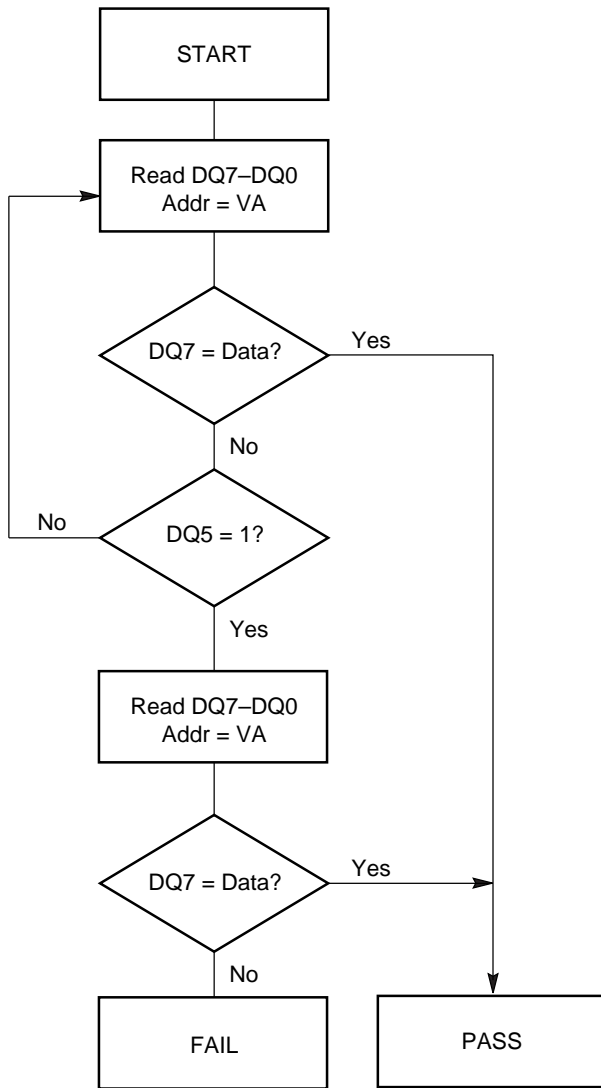 START
Read DQ7–DQ0
Addr = VA
DQ7 = Data?
Yes
No
DQ5 = 1?
No
Yes
Read DQ7–DQ0
Addr = VA
DQ7 = Data?
Yes
No
FAIL
PASS